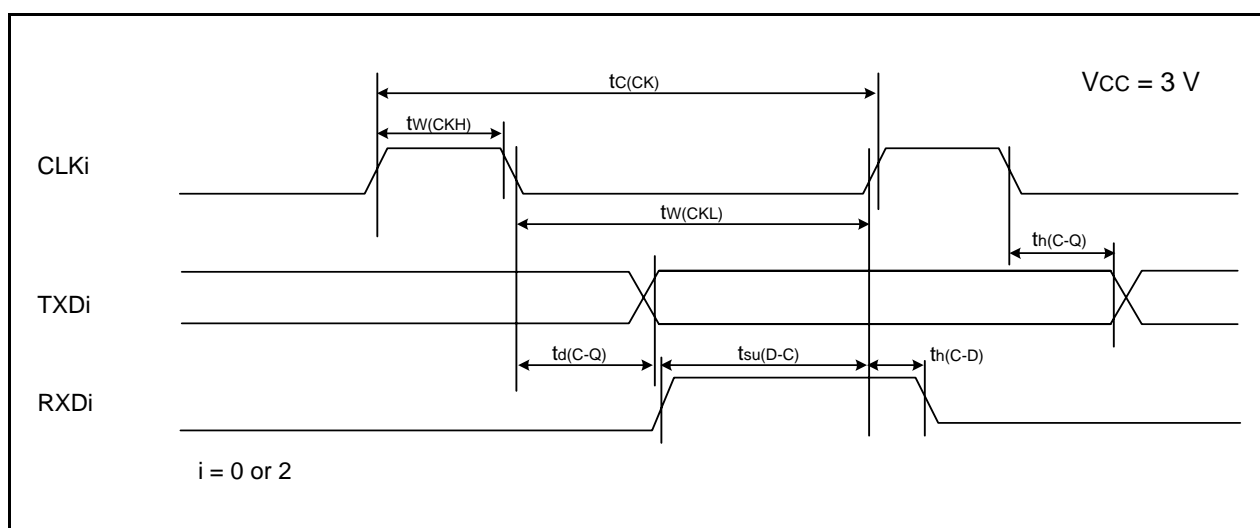 tC(CK)
VCC = 3 V
tW(CKH)
CLKi
tW(CKL)
th(C-Q)
TXDi
td(C-Q)
tsu(D-C)
th(C-D)
RXDi
i = 0 or 2